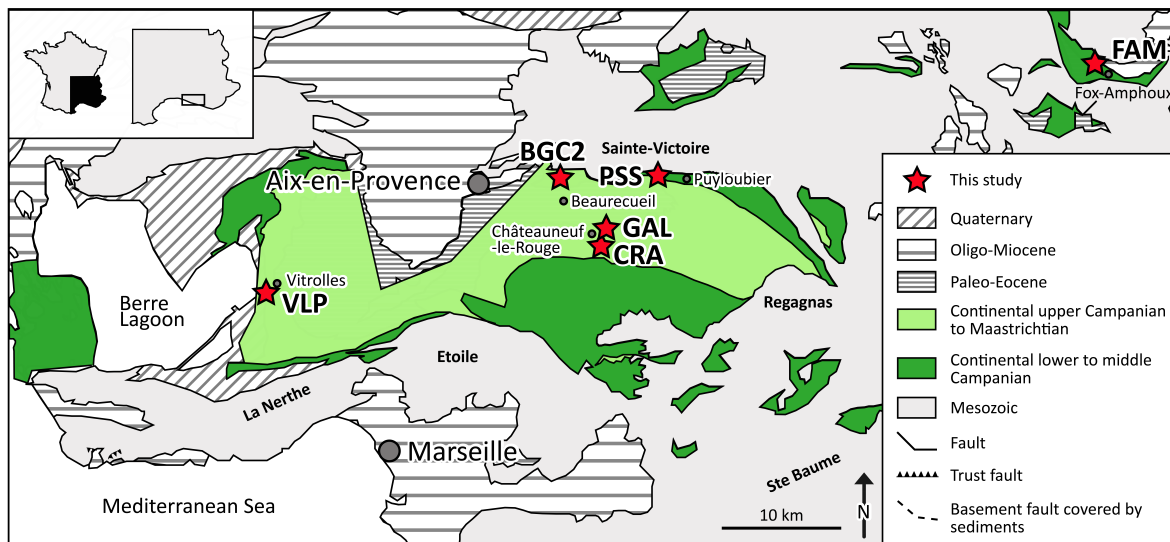 FAM
Fox-Amphoux
BGC2
Sainte-Victoire
Aix-en-Provence
PSS
Puyloubier
Beaurecueil
Châteauneuf
-le-Rouge
GAL
CRA
Vitrolles
VLP
Berre
Lagoon
Regagnas
Etoile
La Nerthe
Marseille
Ste Baume
Mediterranean Sea
10 km
N
This study
Quaternary
Oligo-Miocene
Paleo-Eocene
Continental upper Campanian
to Maastrichtian
Continental lower to middle
Campanian
Mesozoic
Fault
Trust fault
Basement fault covered by
sediments